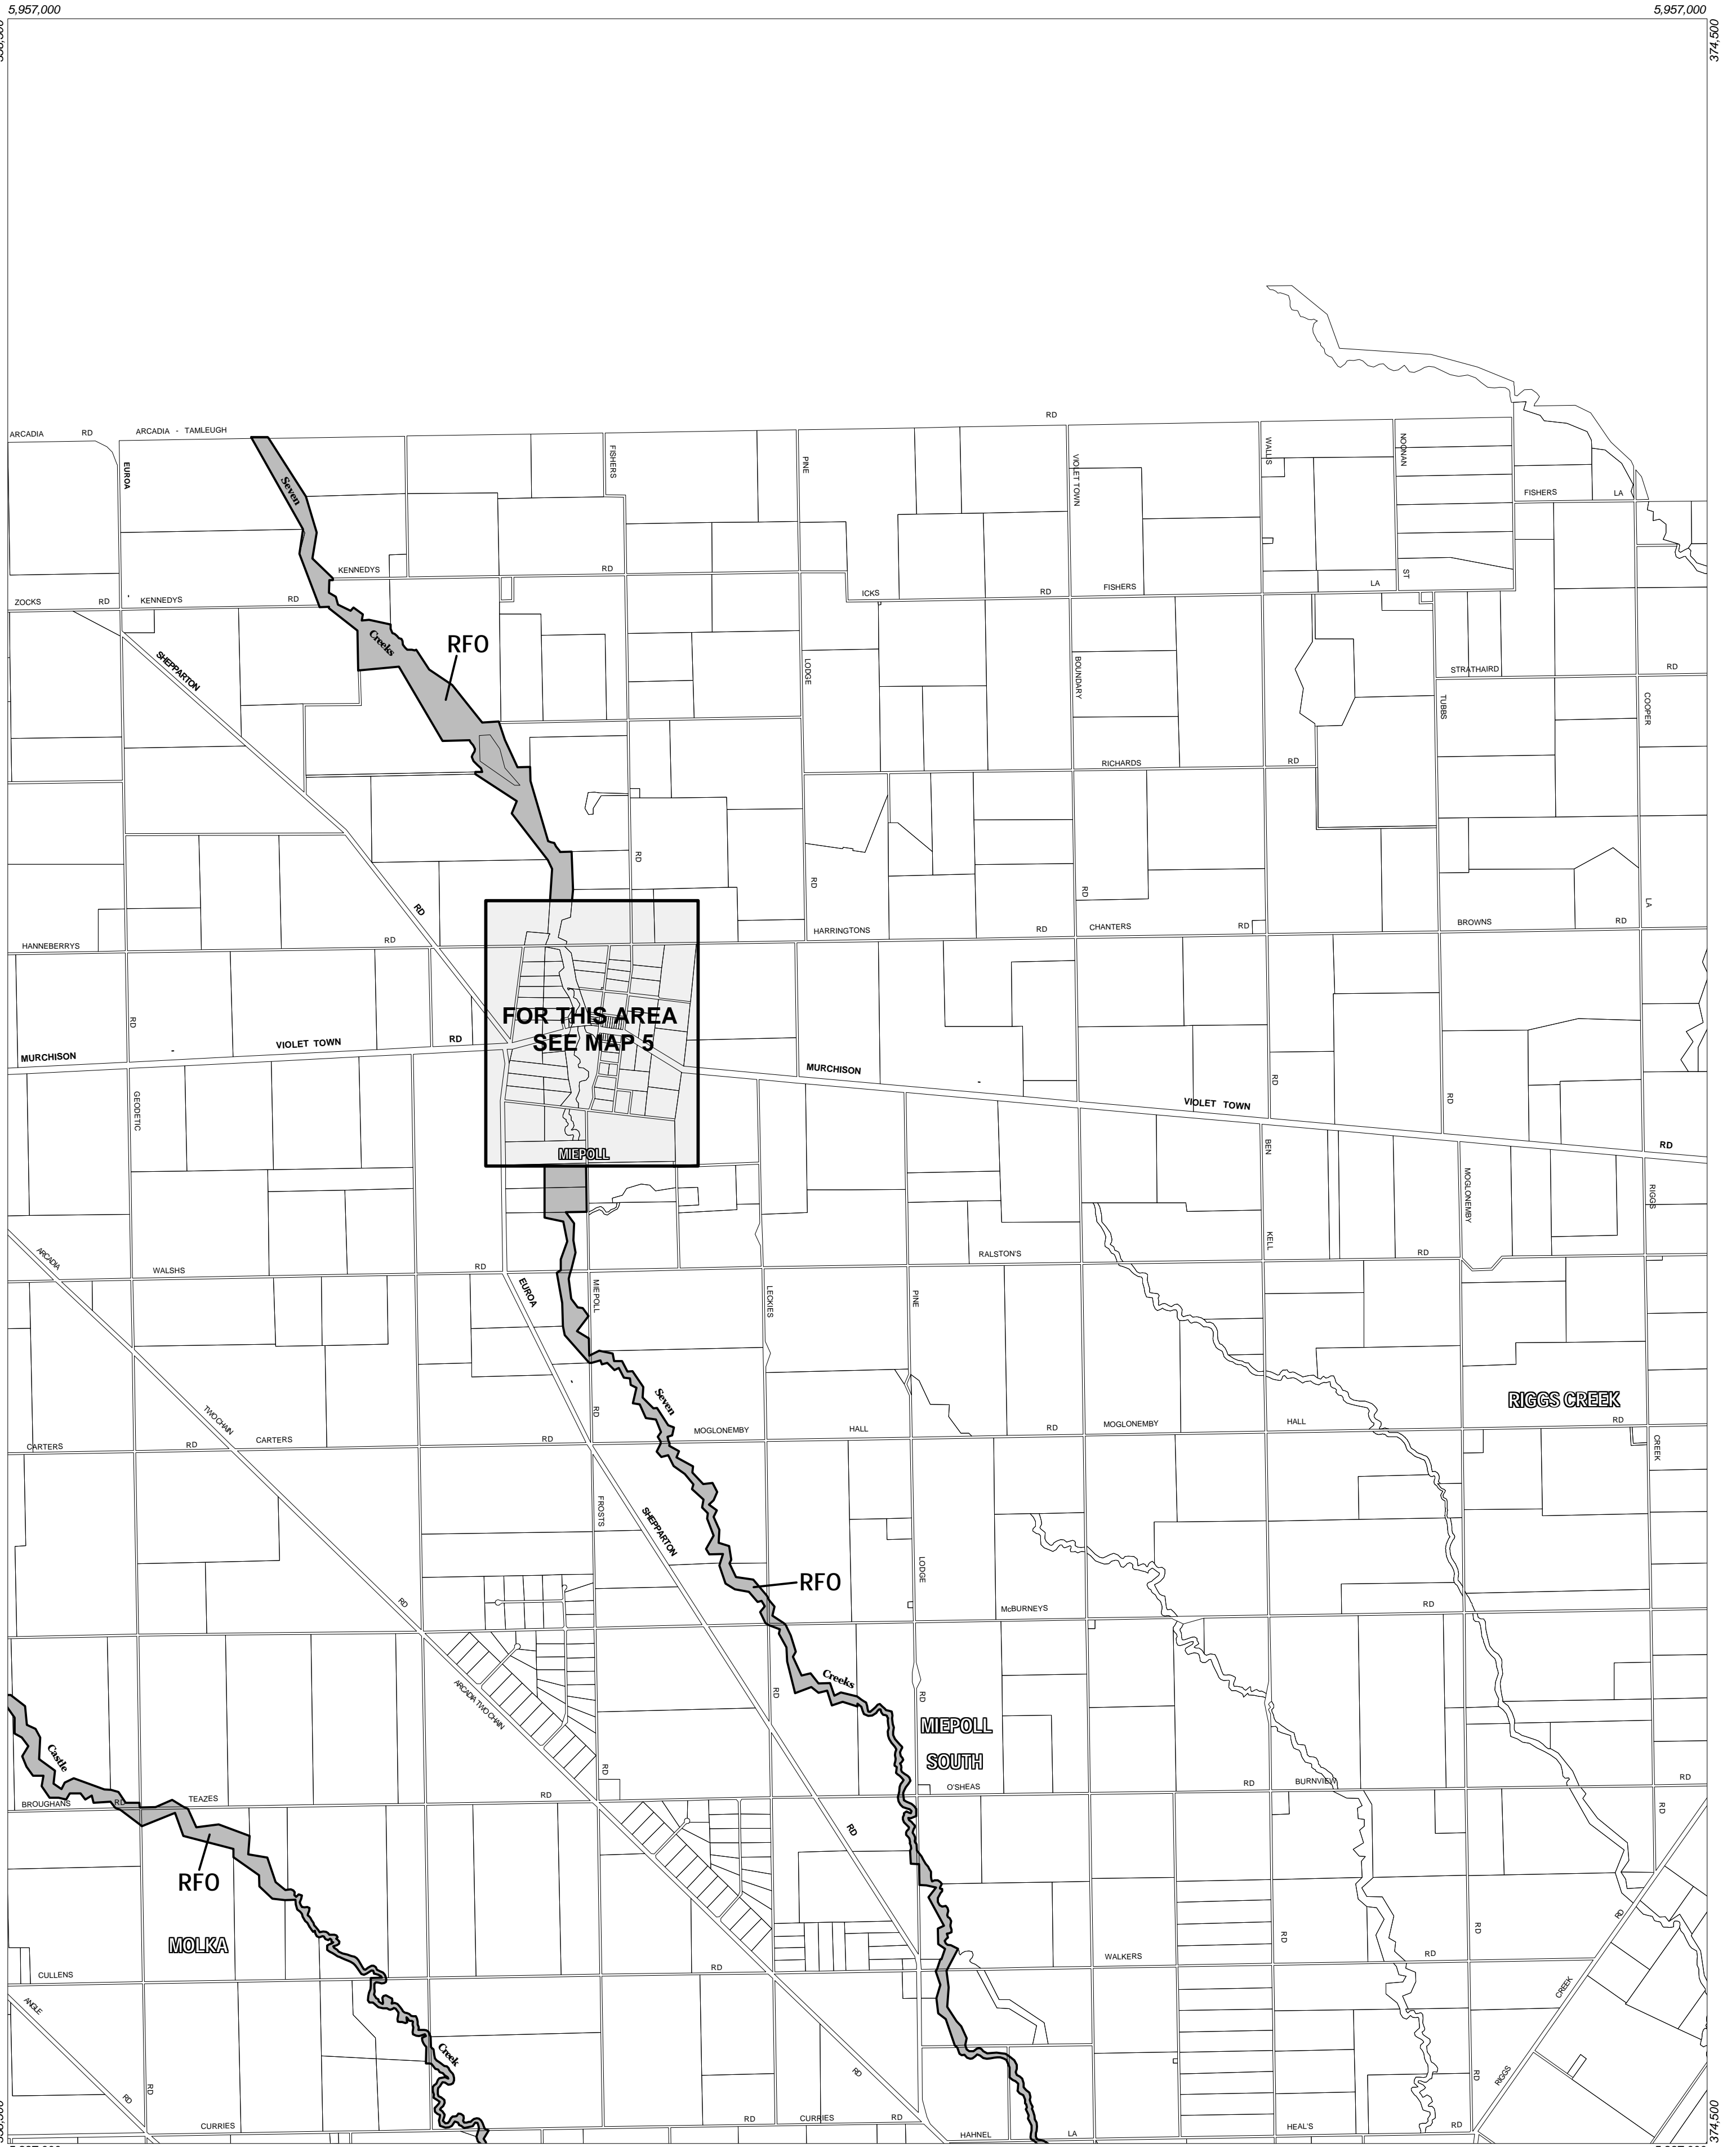 5,957,000
5,957,000
374,500
RD
ARCADIA RD
ARCADIA - TAMLEUGH
EUROA
Seven
FISHERS
PINE
VIOLET TOWN
WALLIS
NOONAN
FISHERS LA
KENNEDYS RD
ZOCKS RD
KENNEDYS RD
ICKS RD
FISHERS
LA
ST
Creeks
RFO
SHEPPARTON
LODGE
BOUNDARY
STRATHAIRD RD
TUBBS
COOPER
RICHARDS RD
RD
RD
RD
RD
LA
HANNEBERRYS RD
HARRINGTONS RD
CHANTERS RD
BROWNS RD
FOR THIS AREA
SEE MAP 5
RD
MURCHISON - VIOLET TOWN RD
MURCHISON - VIOLET TOWN
RD
RD
RD
GEODETIC
MIEPOLL
BEN
MOGLONEMBY
RIGGS
KELL
ARCADIA
WALSHS RD
RALSTON'S RD
EUROA
MIEPOLL
LECKIES
PINE
Seven
RIGGS CREEK
TWO CHAIN
RD
MOGLONEMBY HALL RD
MOGLONEMBY HALL RD
CARTERS RD
CARTERS RD
CREEK
FROSTS
SHEPPARTON
LODGE
RFO
RD
McBURNEYS RD
Creeks
ARCADIA TWO CHAIN
RD
RD
MIEPOLL
SOUTH
Castle
RD
O'SHEAS RD
BURNVIEW RD
BROUGHANS RD
TEAZES RD
RD
RD
RFO
MOLKA
RD
RD
RD
WALKERS RD
CULLENS RD
CREEK
ANGLE
Creek
RD
RD
RD
RD
RIGGS
CURRIES RD
CURRIES RD
HAHNEL LA
HEAL'S RD
374,500